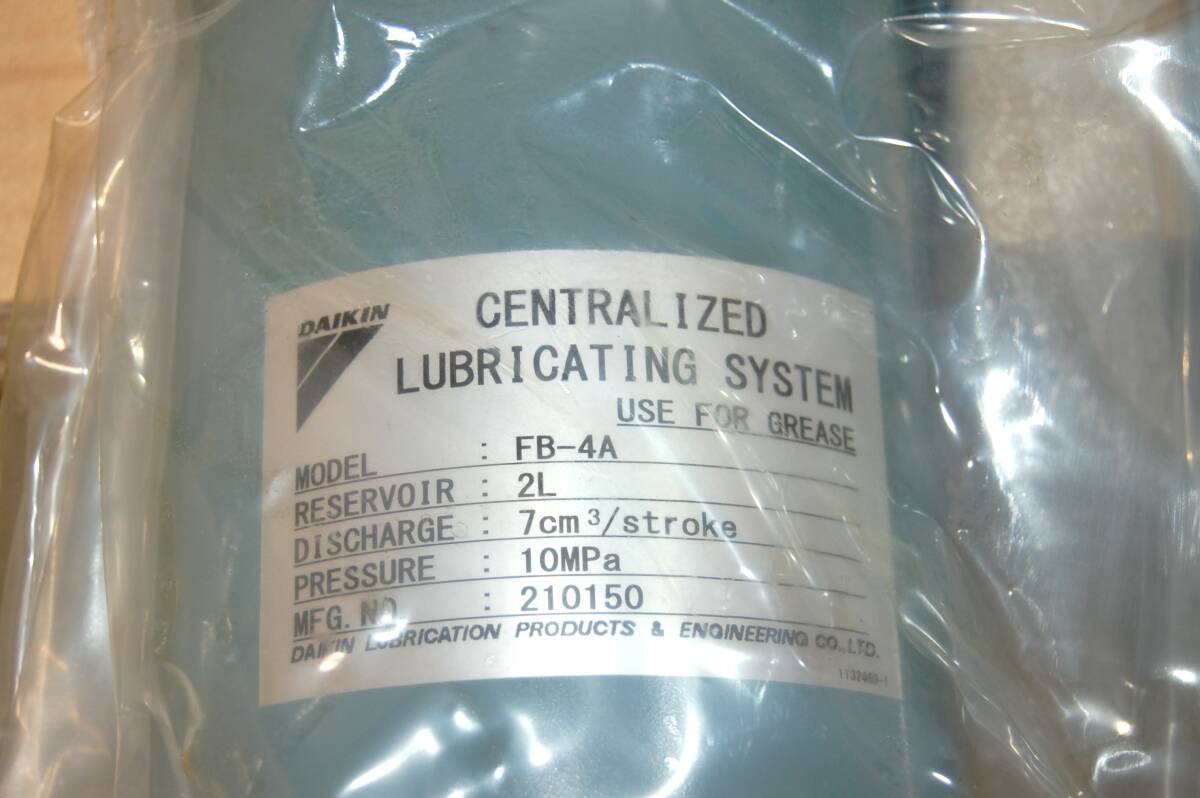 DAIKIN
CENTRALIZED
LUBRICATING SYSTEM
USE FOR GREASE
MODEL : FB-4A
RESERVOIR : 2L
DISCHARGE : 7cm³/stroke
PRESSURE : 10MPa
MFG. NO. : 210150
DAIKIN LUBRICATION PRODUCTS & ENGINEERING CO.,LTD.